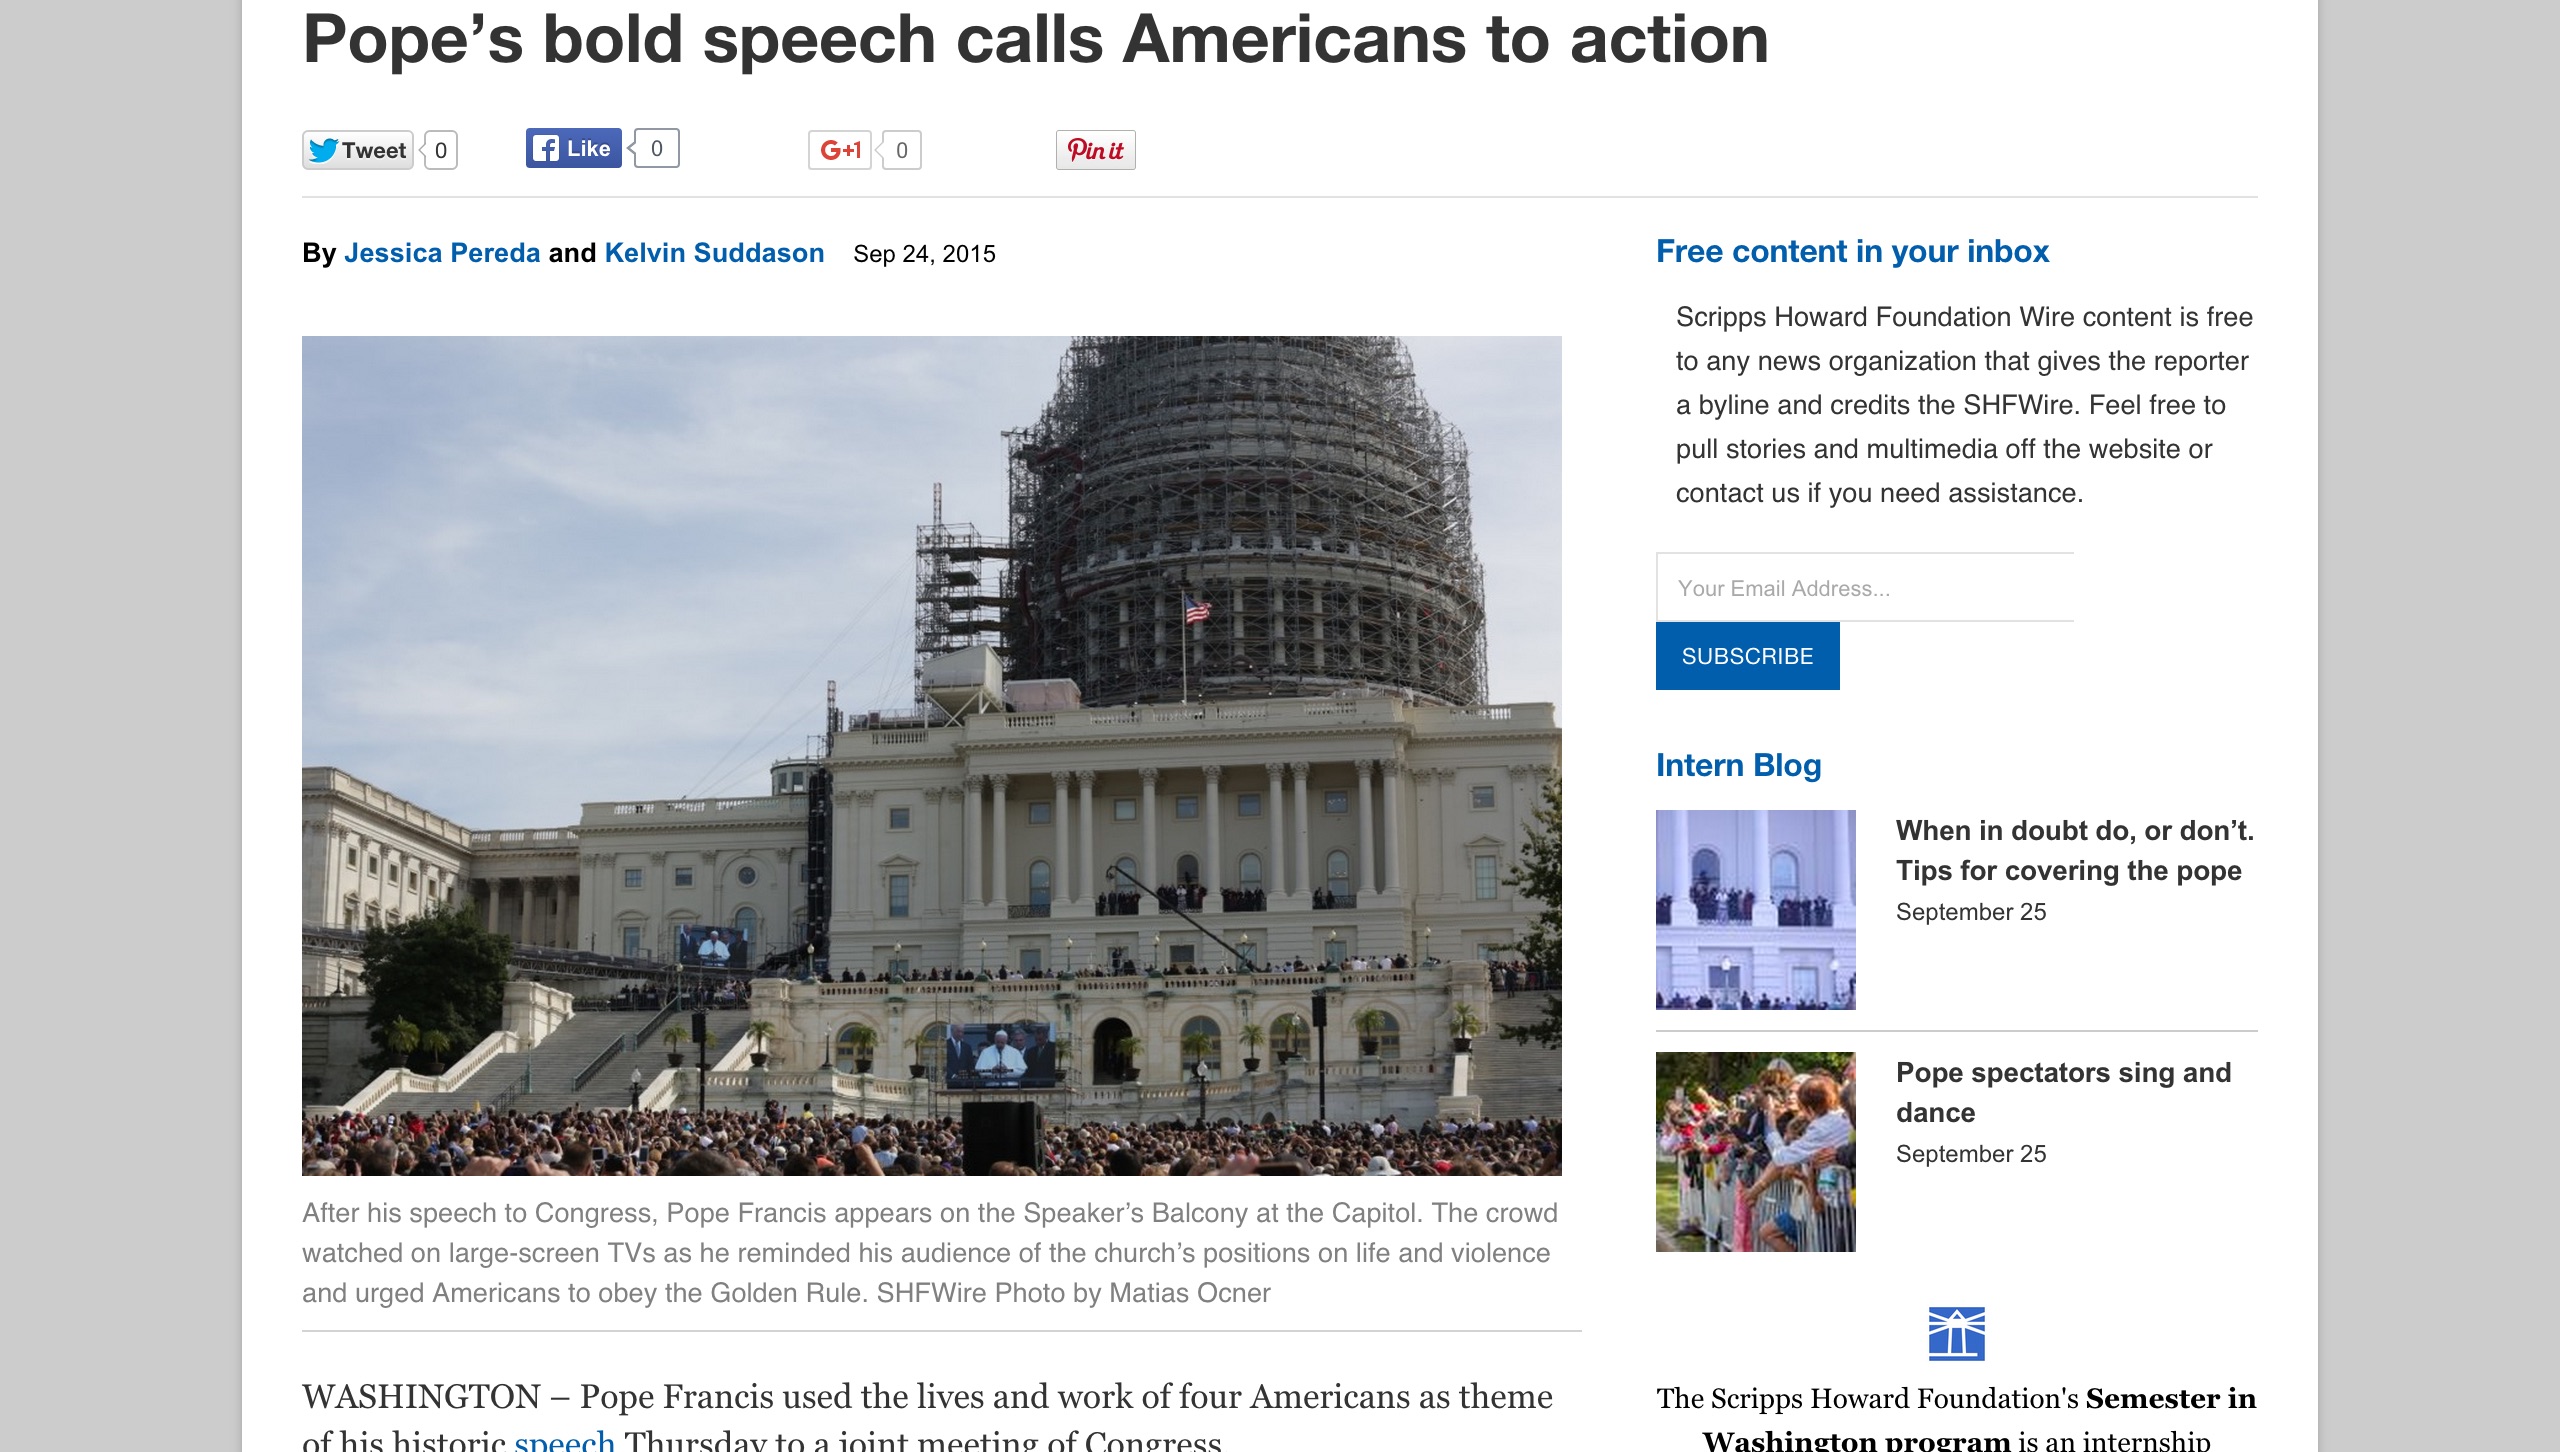 Pope’s bold speech calls Americans to action
Tweet 0 Like 0 G+1 0 Pin it
By Jessica Pereda and Kelvin Suddason Sep 24, 2015
After his speech to Congress, Pope Francis appears on the Speaker’s Balcony at the Capitol. The crowd
watched on large-screen TVs as he reminded his audience of the church’s positions on life and violence
and urged Americans to obey the Golden Rule. SHFWire Photo by Matias Ocner
WASHINGTON – Pope Francis used the lives and work of four Americans as theme
of his historic speech Thursday to a joint meeting of Congress
Free content in your inbox
Scripps Howard Foundation Wire content is free
to any news organization that gives the reporter
a byline and credits the SHFWire. Feel free to
pull stories and multimedia off the website or
contact us if you need assistance.
Your Email Address...
SUBSCRIBE
Intern Blog
When in doubt do, or don’t.
Tips for covering the pope
September 25
Pope spectators sing and
dance
September 25
The Scripps Howard Foundation's Semester in
Washington program is an internship